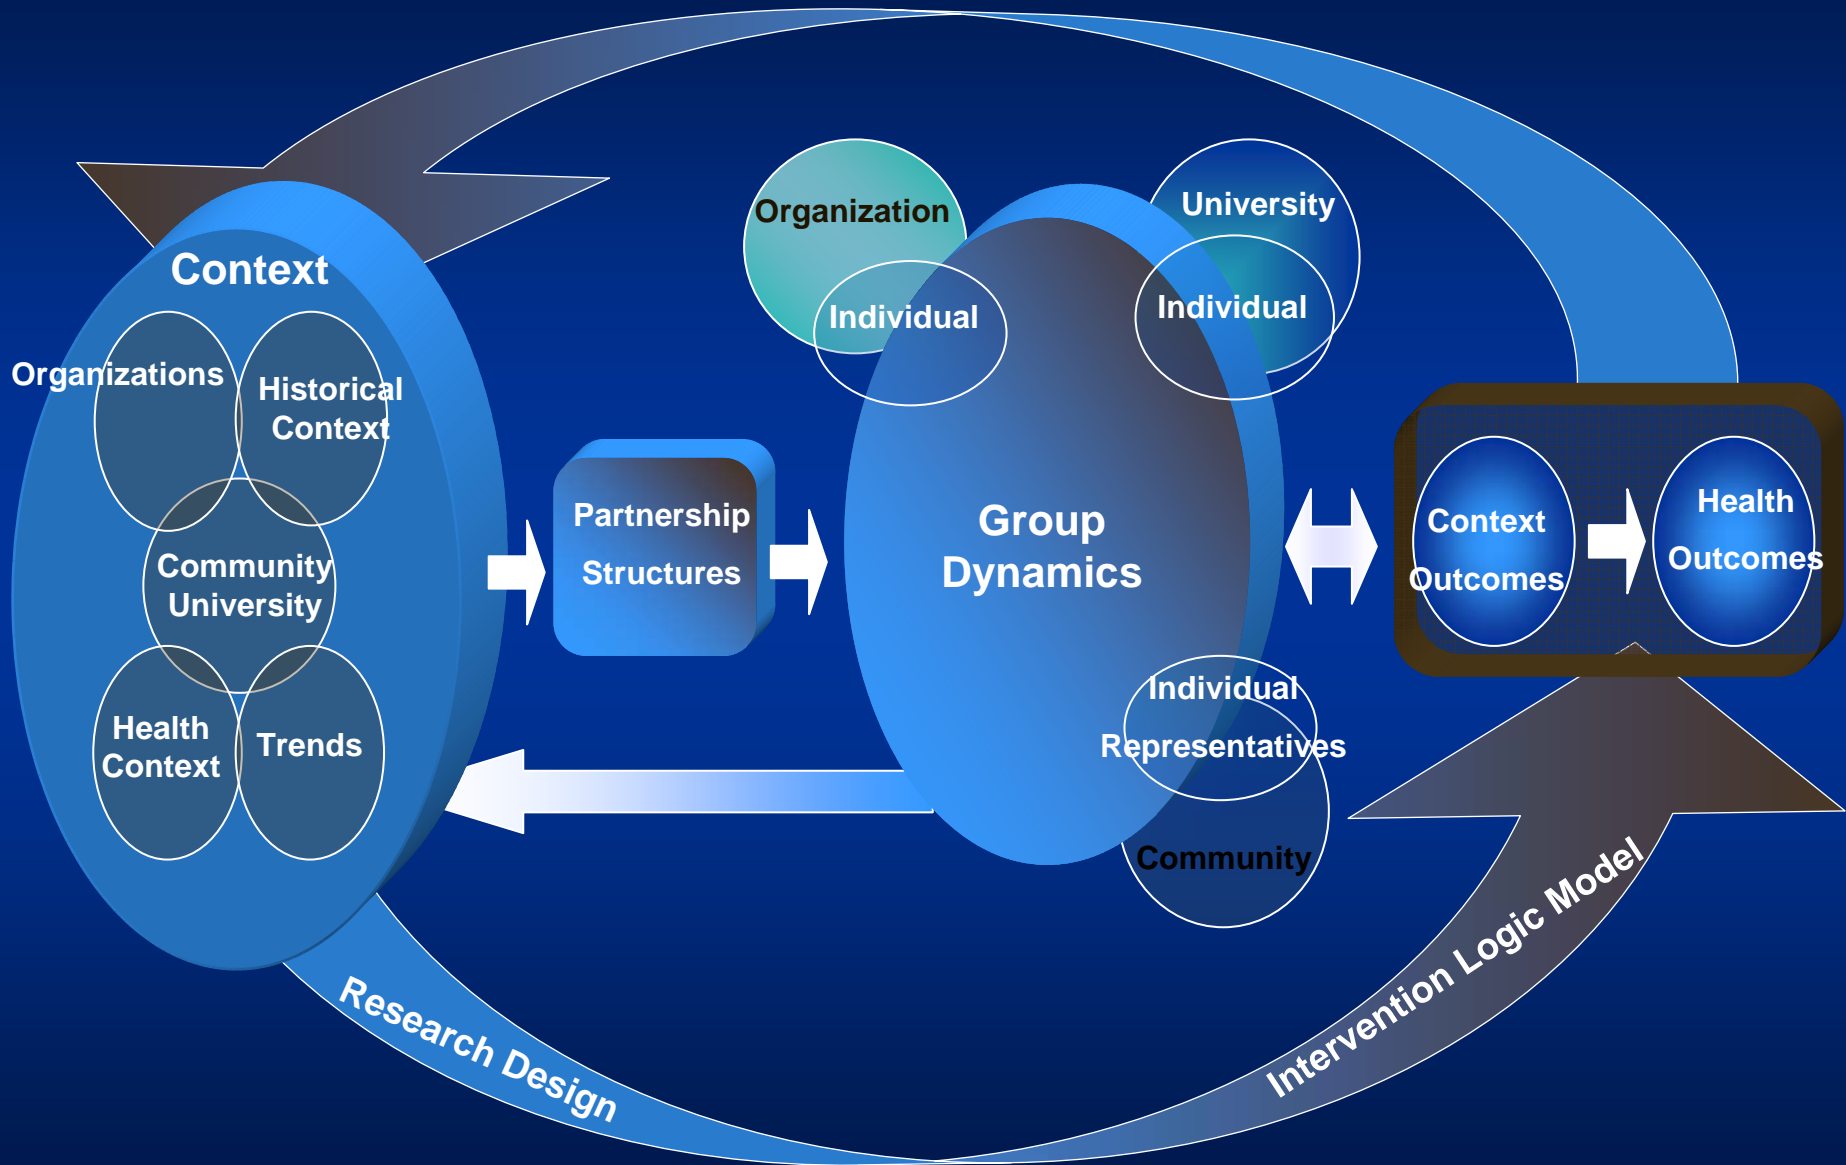 Context
Organizations
Historical
Context
Community
University
Health
Context
Trends
Partnership
Structures
Organization
Individual
University
Individual
Group
Dynamics
Individual
Representatives
Community
Context
Outcomes
Health
Outcomes
Research Design
Intervention Logic Model